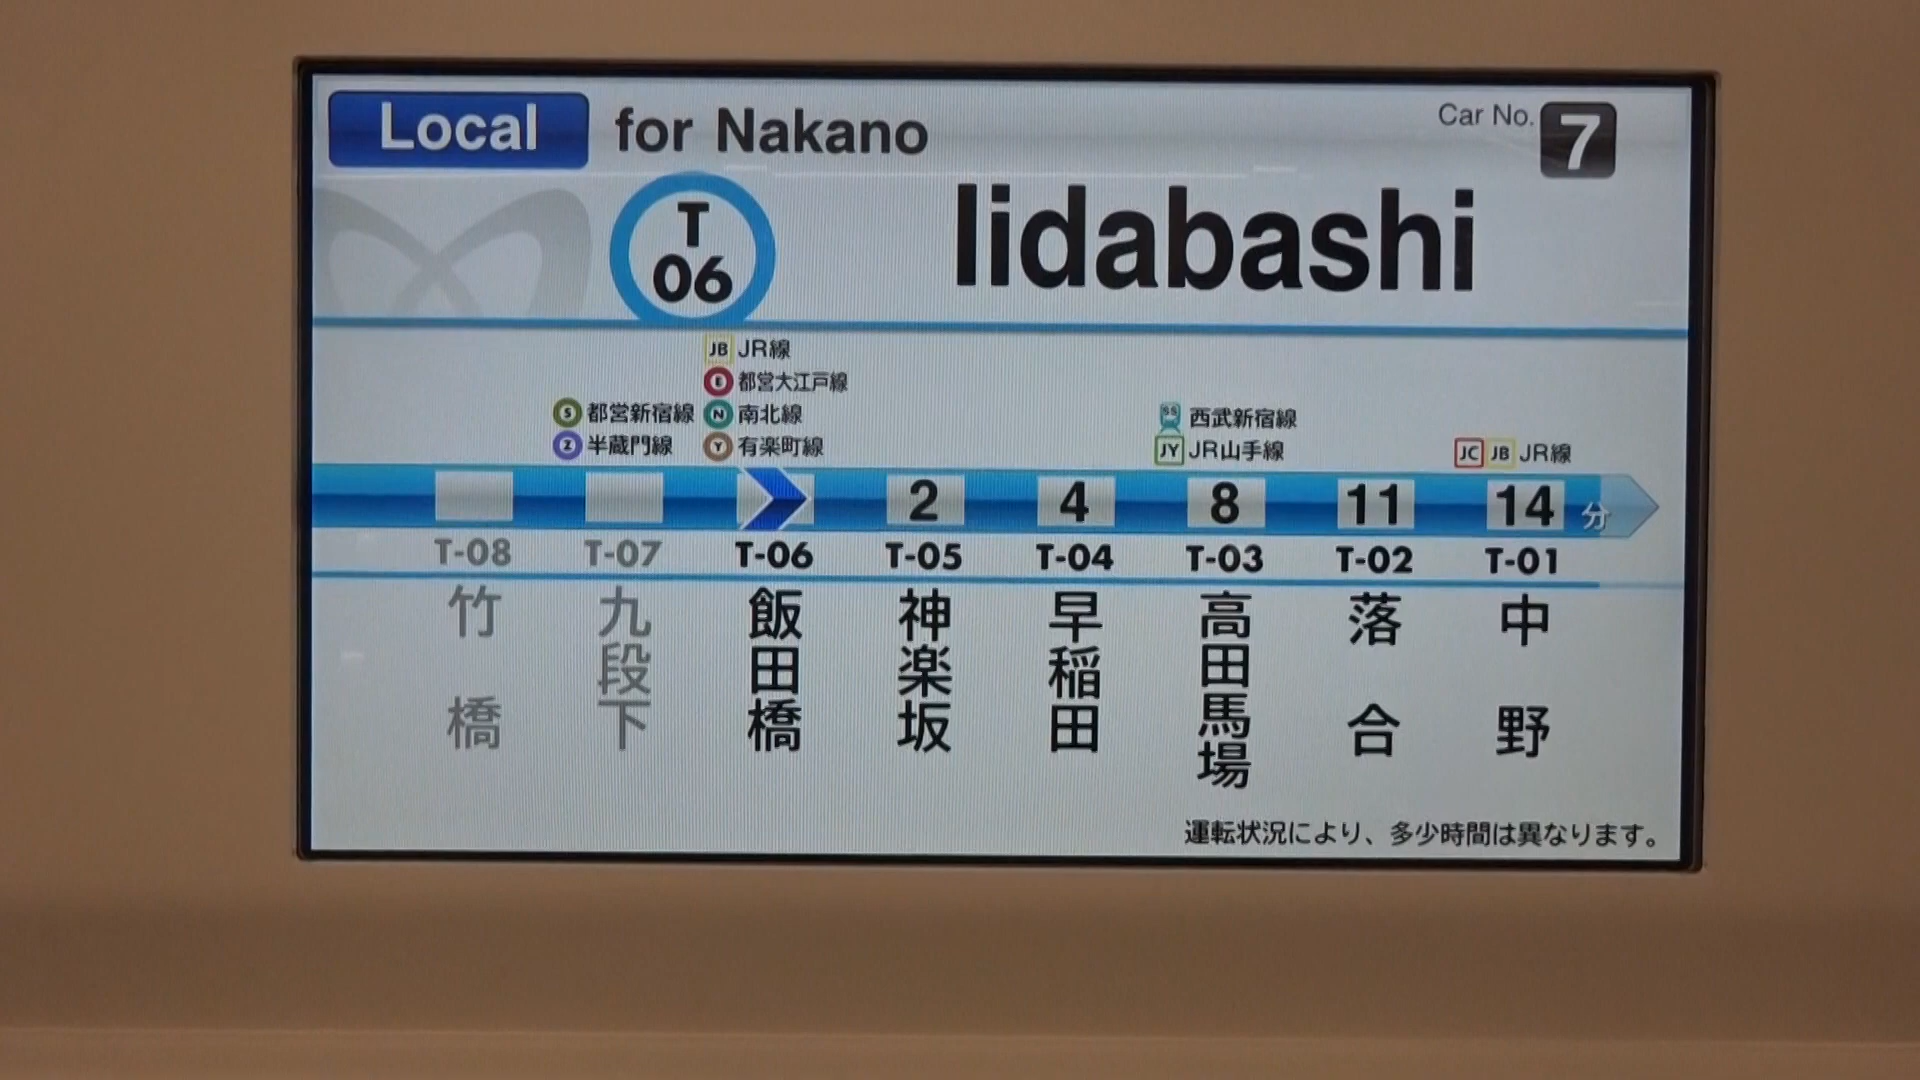 Local for Nakano
Car No. 7
T
06
Iidabashi
JB JR線
E 都営大江戸線
S 都営新宿線
N 南北線
Z 半蔵門線
Y 有楽町線
SS 西武新宿線
JY JR山手線
JC JB JR線
2 4 8 11 14 分
T-08 T-07 T-06 T-05 T-04 T-03 T-02 T-01
竹橋
九段下
飯田橋
神楽坂
早稲田
高田馬場
落合
中野
運転状況により、多少時間は異なります。